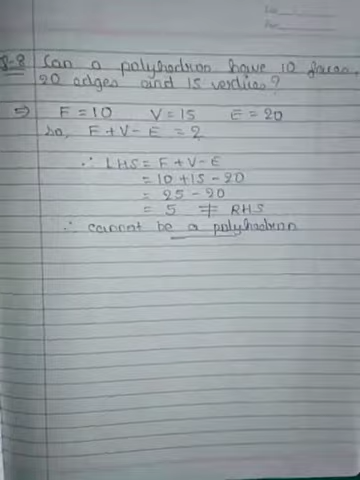 Q-8 Can a polyhedron have 10 faces,
20 edges and 15 vertices?
⇒ F = 10 V = 15 E = 20
so, F + V - E = 2
∴ LHS = F + V - E
= 10 + 15 - 20
= 25 - 20
= 5 ≠ RHS
∴ cannot be a polyhedron